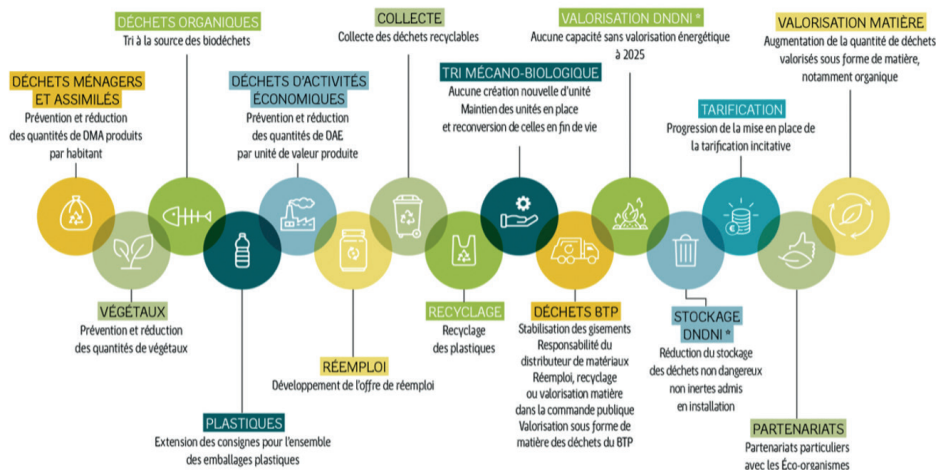 DÉCHETS MÉNAGERS
ET ASSIMILÉS
Prévention et réduction
des quantités de DMA produits
par habitant
VÉGÉTAUX
Prévention et réduction
des quantités de végétaux
DÉCHETS ORGANIQUES
Tri à la source des biodéchets
PLASTIQUES
Extension des consignes pour l'ensemble
des emballages plastiques
DÉCHETS D'ACTIVITÉS
ÉCONOMIQUES
Prévention et réduction
des quantités de DAE
par unité de valeur produite
RÉEMPLOI
Développement de l'offre de réemploi
COLLECTE
Collecte des déchets recyclables
RECYCLAGE
Recyclage
des plastiques
TRI MÉCANO-BIOLOGIQUE
Aucune création nouvelle d'unité
Maintien des unités en place
et reconversion de celles en fin de vie
DÉCHETS BTP
Stabilisation des gisements
Responsabilité du
distributeur de matériaux
Réemploi, recyclage
ou valorisation matière
dans la commande publique
Valorisation sous forme de
matière des déchets du BTP
VALORISATION DNDNI *
Aucune capacité sans valorisation énergétique
à 2025
STOCKAGE
DNDNI *
Réduction du stockage
des déchets non dangereux
non inertes admis
en installation
TARIFICATION
Progression de la mise en place de
la tarification incitative
€
PARTENARIATS
Partenariats particuliers
avec les Éco-organismes
VALORISATION MATIÈRE
Augmentation de la quantité de déchets
valorisés sous forme de matière,
notamment organique